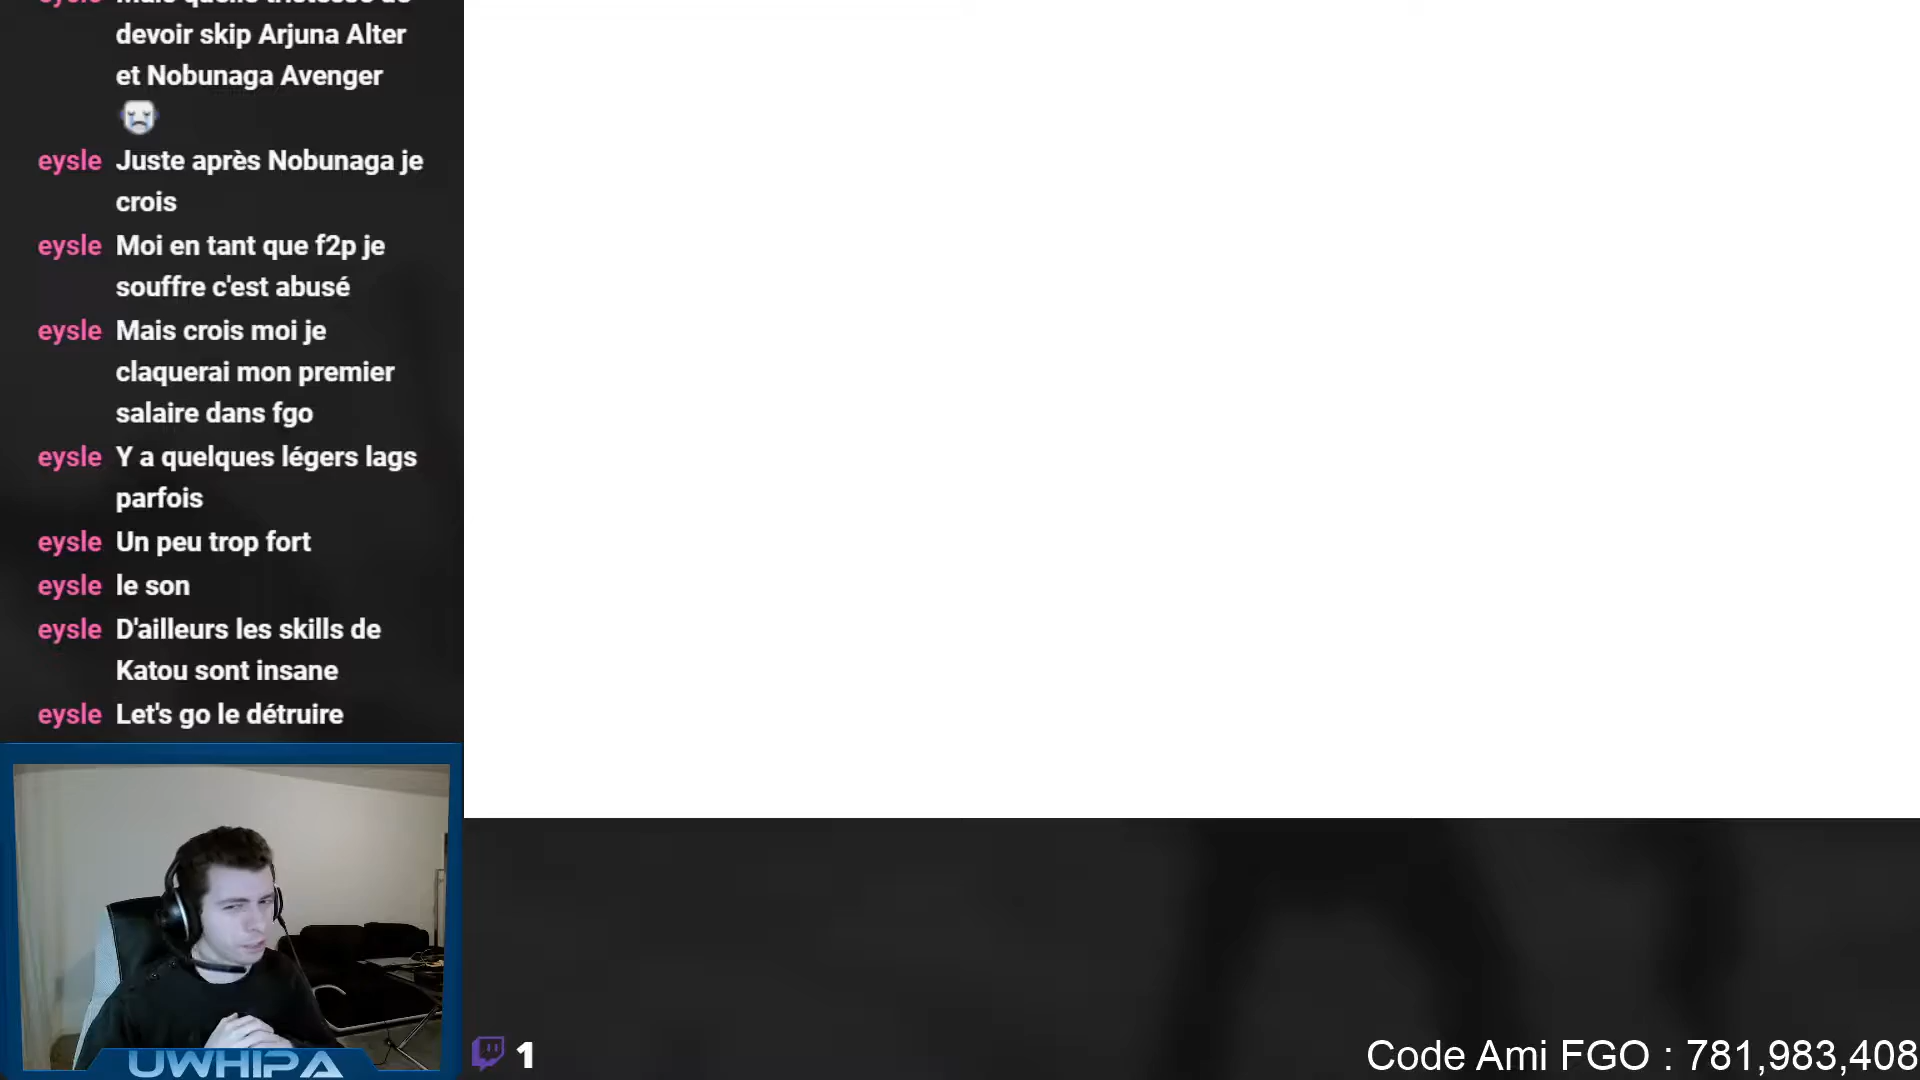 devoir skip Arjuna Alter
et Nobunaga Avenger
eysle Juste après Nobunaga je
crois
eysle Moi en tant que f2p je
souffre c'est abusé
eysle Mais crois moi je
claquerai mon premier
salaire dans fgo
eysle Y a quelques légers lags
parfois
eysle Un peu trop fort
eysle le son
eysle D'ailleurs les skills de
Katou sont insane
eysle Let's go le détruire
UWHIPA
1
Code Ami FGO : 781,983,408